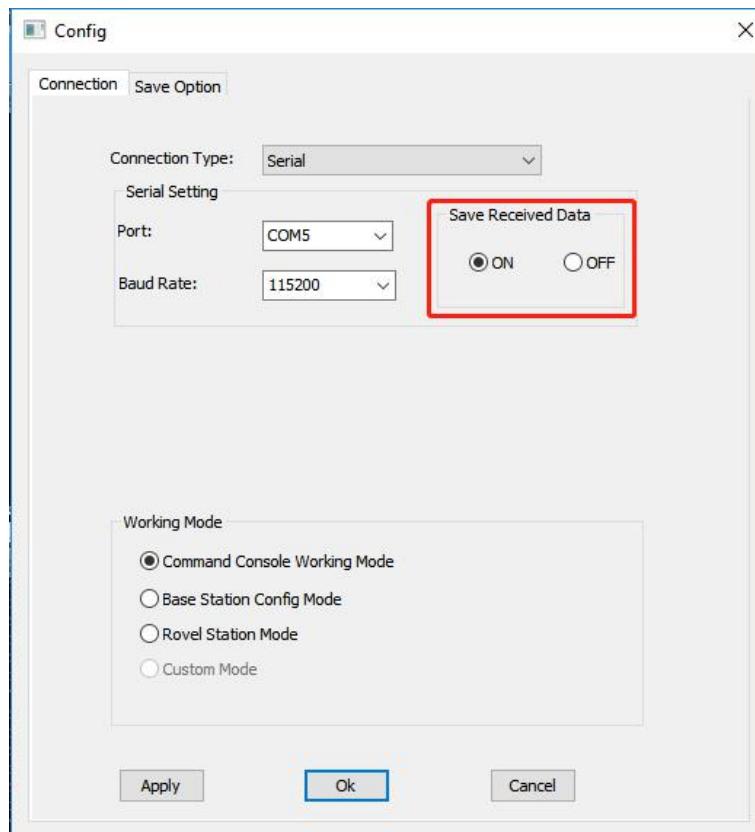 Config
Connection Save Option
Connection Type: Serial
Serial Setting
Save Received Data
Port: COM5
ON OFF
Baud Rate: 115200
Working Mode
Command Console Working Mode
Base Station Config Mode
Rovel Station Mode
Custom Mode
Apply Ok Cancel